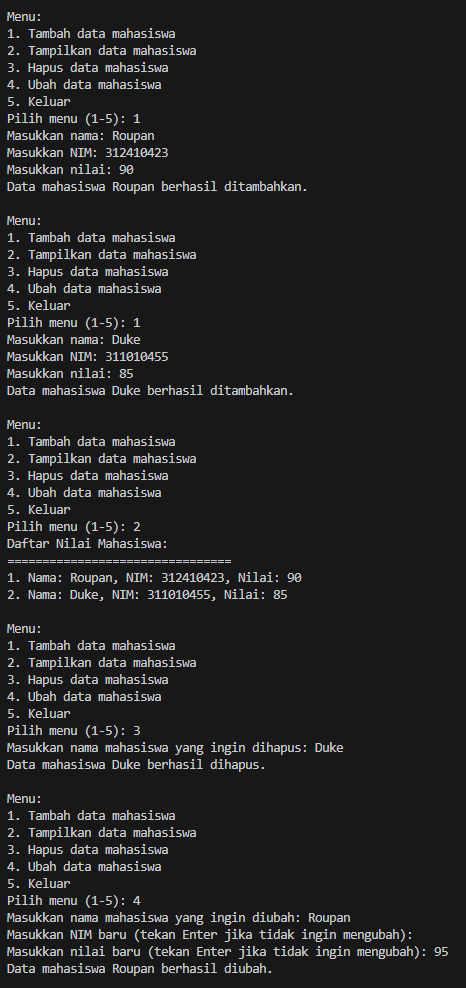 Menu:
1. Tambah data mahasiswa
2. Tampilkan data mahasiswa
3. Hapus data mahasiswa
4. Ubah data mahasiswa
5. Keluar
Pilih menu (1-5): 1
Masukkan nama: Roupan
Masukkan NIM: 312410423
Masukkan nilai: 90
Data mahasiswa Roupan berhasil ditambahkan.

Menu:
1. Tambah data mahasiswa
2. Tampilkan data mahasiswa
3. Hapus data mahasiswa
4. Ubah data mahasiswa
5. Keluar
Pilih menu (1-5): 1
Masukkan nama: Duke
Masukkan NIM: 311010455
Masukkan nilai: 85
Data mahasiswa Duke berhasil ditambahkan.

Menu:
1. Tambah data mahasiswa
2. Tampilkan data mahasiswa
3. Hapus data mahasiswa
4. Ubah data mahasiswa
5. Keluar
Pilih menu (1-5): 2
Daftar Nilai Mahasiswa:
================================
1. Nama: Roupan, NIM: 312410423, Nilai: 90
2. Nama: Duke, NIM: 311010455, Nilai: 85

Menu:
1. Tambah data mahasiswa
2. Tampilkan data mahasiswa
3. Hapus data mahasiswa
4. Ubah data mahasiswa
5. Keluar
Pilih menu (1-5): 3
Masukkan nama mahasiswa yang ingin dihapus: Duke
Data mahasiswa Duke berhasil dihapus.

Menu:
1. Tambah data mahasiswa
2. Tampilkan data mahasiswa
3. Hapus data mahasiswa
4. Ubah data mahasiswa
5. Keluar
Pilih menu (1-5): 4
Masukkan nama mahasiswa yang ingin diubah: Roupan
Masukkan NIM baru (tekan Enter jika tidak ingin mengubah):
Masukkan nilai baru (tekan Enter jika tidak ingin mengubah): 95
Data mahasiswa Roupan berhasil diubah.